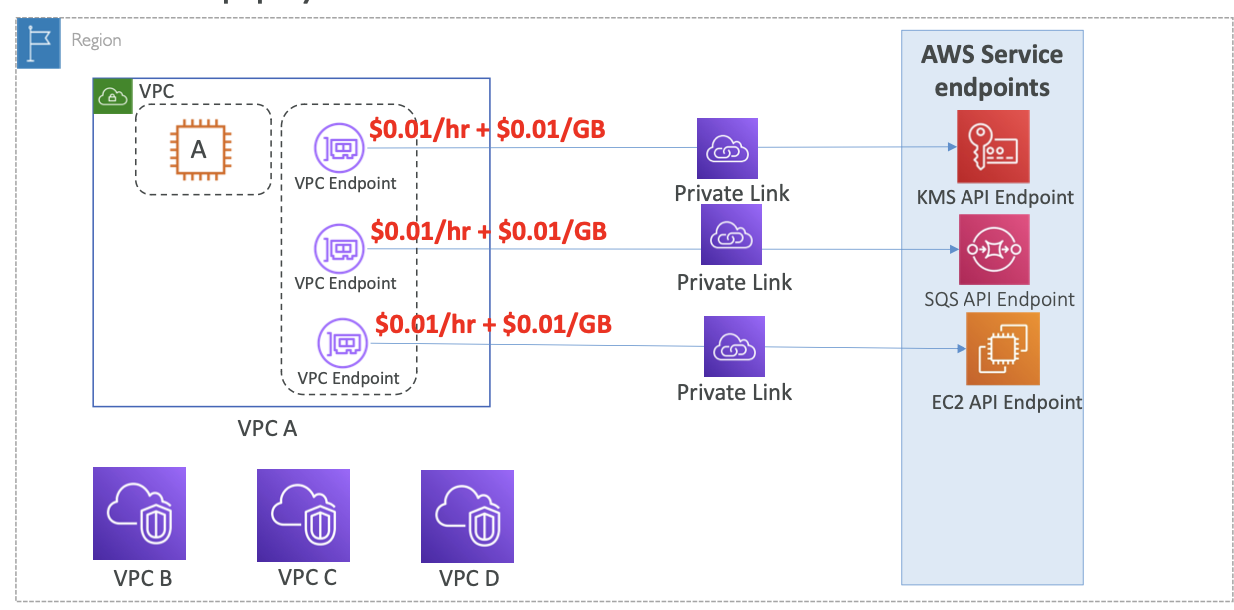 Region
VPC
A
$0.01/hr + $0.01/GB
VPC Endpoint
$0.01/hr + $0.01/GB
VPC Endpoint
$0.01/hr + $0.01/GB
VPC Endpoint
VPC A
Private Link
Private Link
Private Link
AWS Service
endpoints
KMS API Endpoint
SQS API Endpoint
EC2 API Endpoint
VPC B
VPC C
VPC D